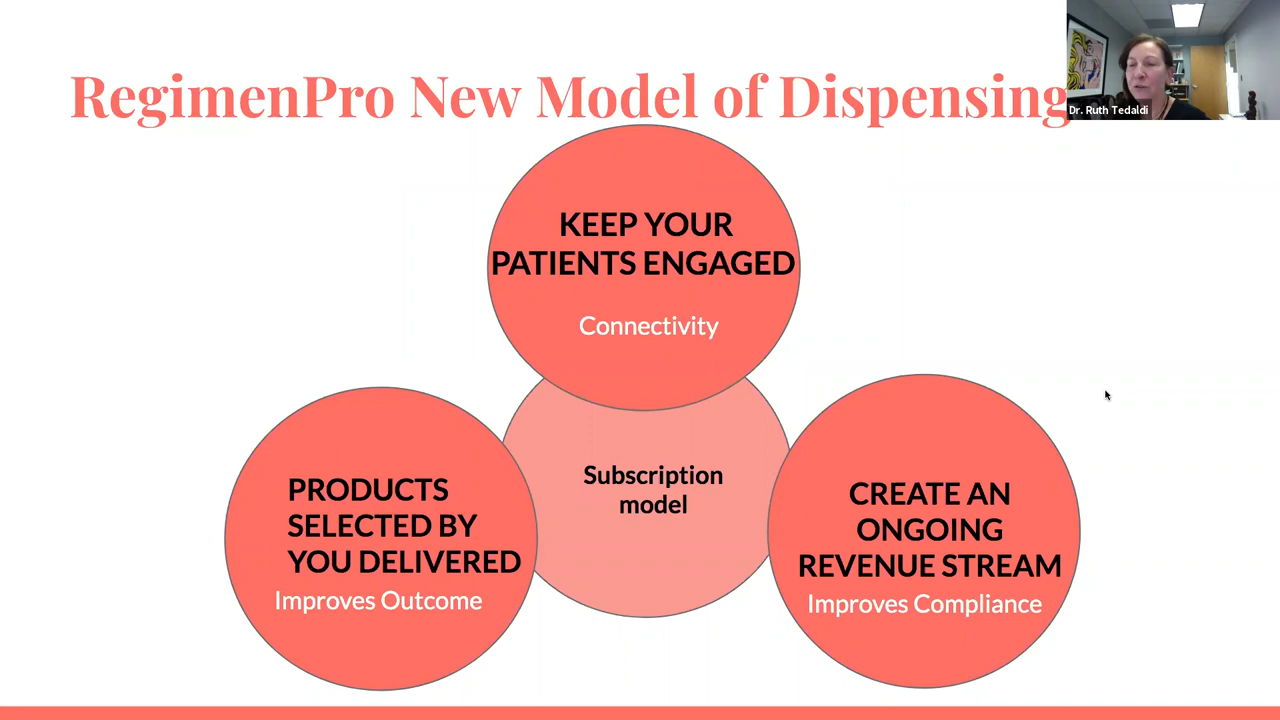 RegimenPro New Model of Dispensing
Dr. Ruth Tedaldi
KEEP YOUR
PATIENTS ENGAGED
Connectivity
Subscription
model
PRODUCTS
SELECTED BY
YOU DELIVERED
Improves Outcome
CREATE AN
ONGOING
REVENUE STREAM
Improves Compliance